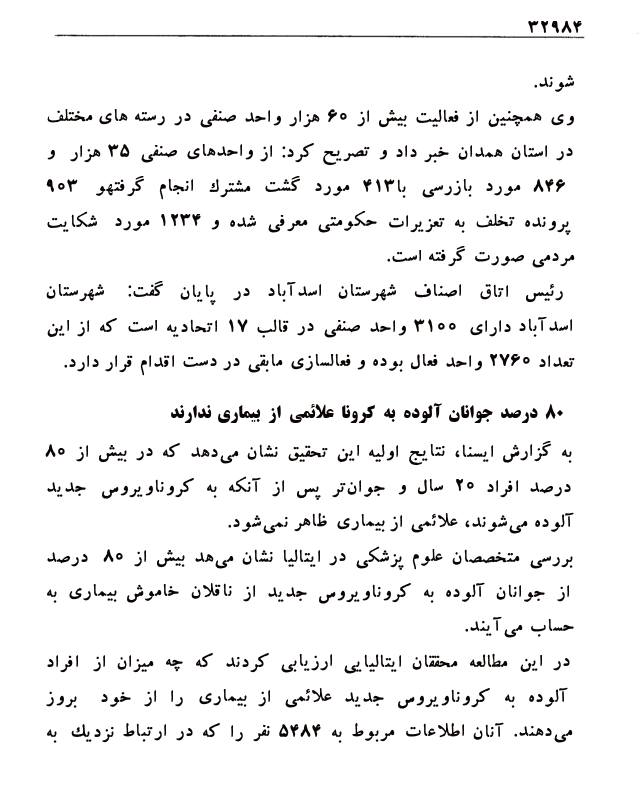 ۳۲۹۸۴
شوند.
وی همچنین از فعالیت بیش از ۶۰ هزار واحد صنفی در رسته های مختلف
در استان همدان خبر داد و تصریح کرد: از واحدهای صنفی ۳۵ هزار و
۸۴۶ مورد بازرسی با۴۱۳ مورد گشت مشترك انجام گرفتهو ۹۰۳
پرونده تخلف به تعزیرات حکومتی معرفی شده و ۱۲۳۴ مورد شکایت
مردمی صورت گرفته است.
رئیس اتاق اصناف شهرستان اسدآباد در پایان گفت: شهرستان
اسدآباد دارای ۳۱۰۰ واحد صنفی در قالب ۱۷ اتحادیه است که از این
تعداد ۲۷۶۰ واحد فعال بوده و فعالسازی مابقی در دست اقدام قرار دارد.
۸۰ درصد جوانان آلوده به کرونا علائمی از بیماری ندارند
به گزارش ایسنا، نتایج اولیه این تحقیق نشان می‌دهد که در بیش از ۸۰
درصد افراد ۲۰ سال و جوان‌تر پس از آنکه به کروناویروس جدید
آلوده می‌شوند، علائمی از بیماری ظاهر نمی‌شود.
بررسی متخصصان علوم پزشکی در ایتالیا نشان می‌هد بیش از ۸۰ درصد
از جوانان آلوده به کروناویروس جدید از ناقلان خاموش بیماری به
حساب می‌آیند.
در این مطالعه محققان ایتالیایی ارزیابی کردند که چه میزان از افراد
آلوده به کروناویروس جدید علائمی از بیماری را از خود بروز
می‌دهند. آنان اطلاعات مربوط به ۵۴۸۴ نفر را که در ارتباط نزدیك به